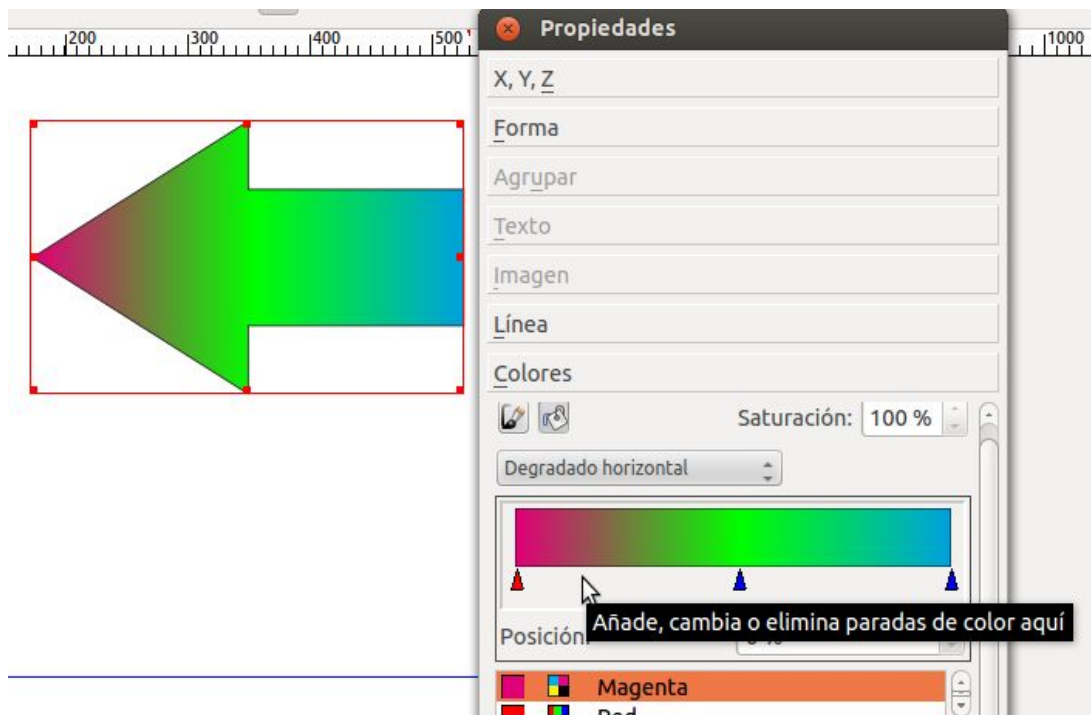 Propiedades
200 300 400 500 1000
X, Y, Z
Forma
Agrupar
Texto
Imagen
Línea
Colores
Saturación: 100 %
Degradado horizontal
Añade, cambia o elimina paradas de color aquí
Posición:
Magenta
Red